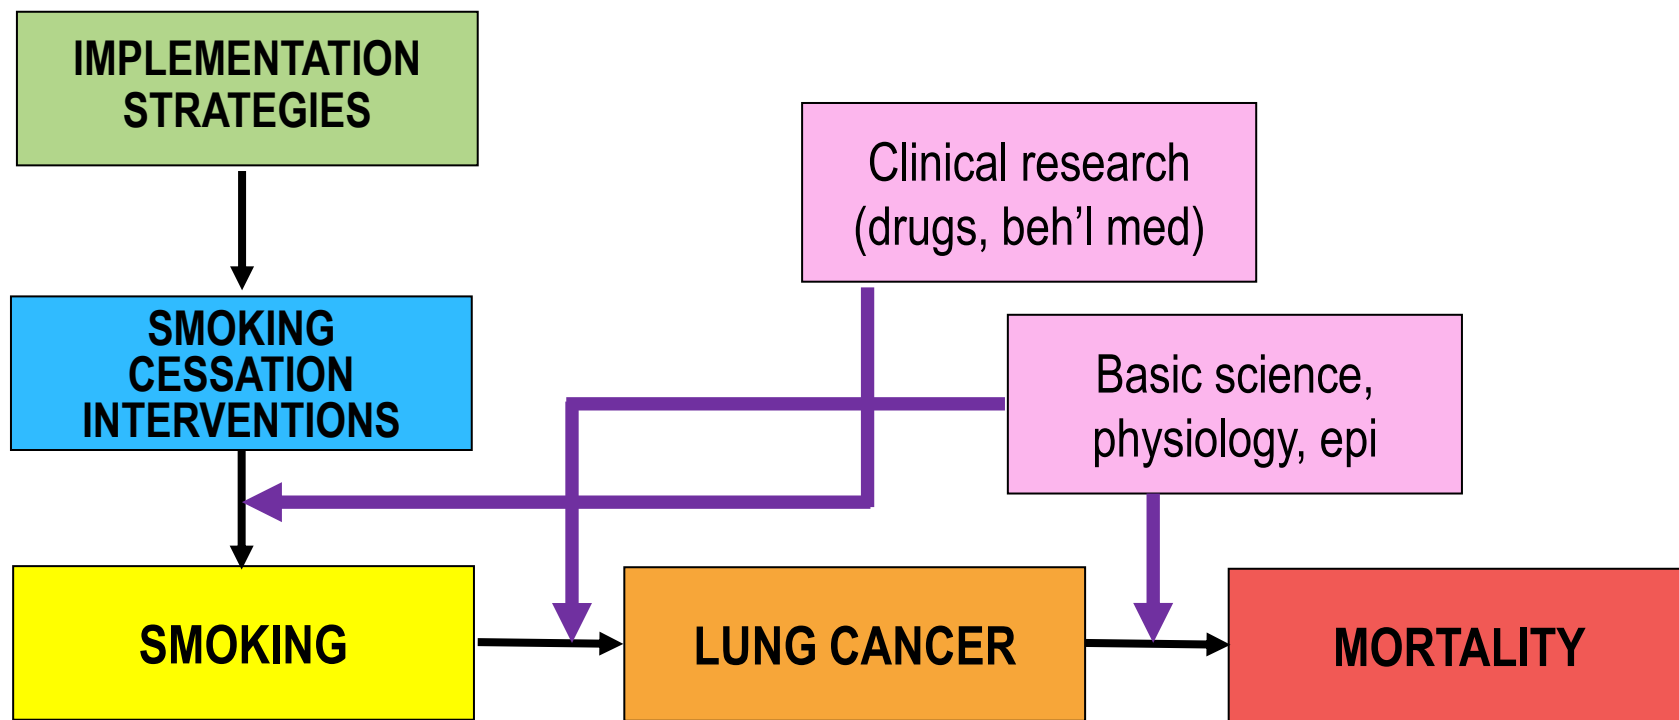 IMPLEMENTATION
STRATEGIES
Clinical research
(drugs, beh’l med)
SMOKING
CESSATION
INTERVENTIONS
Basic science,
physiology, epi
SMOKING
LUNG CANCER
MORTALITY